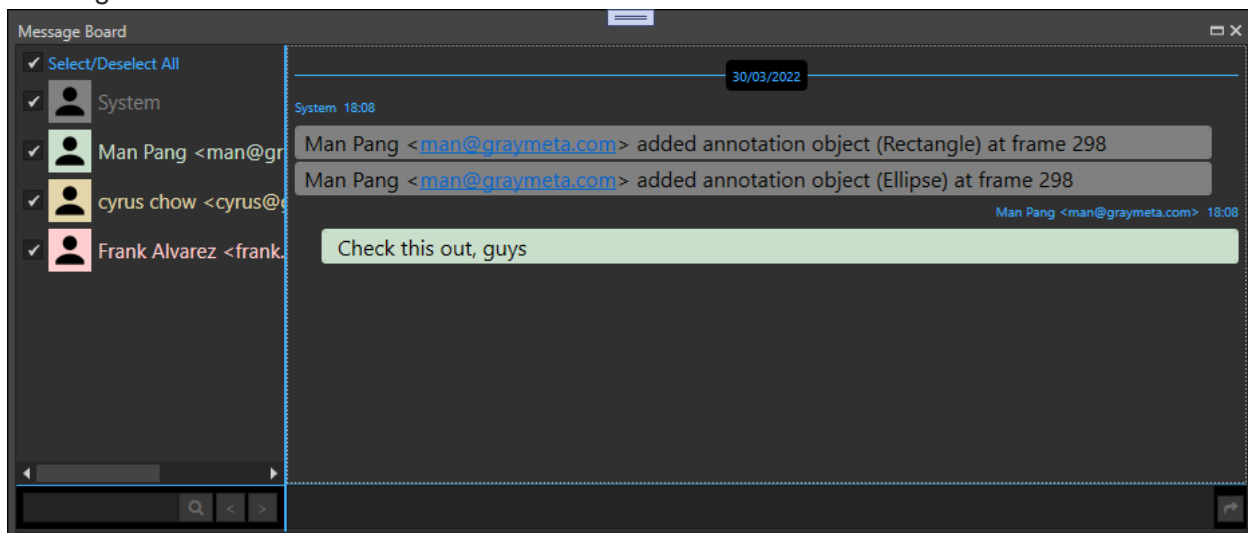 Message Board
Select/Deselect All
System
Man Pang <man@gr
cyrus chow <cyrus@
Frank Alvarez <frank.
< >
30/03/2022
System 18:08
Man Pang <man@graymeta.com> added annotation object (Rectangle) at frame 298
Man Pang <man@graymeta.com> added annotation object (Ellipse) at frame 298
Man Pang <man@graymeta.com> 18:08
Check this out, guys